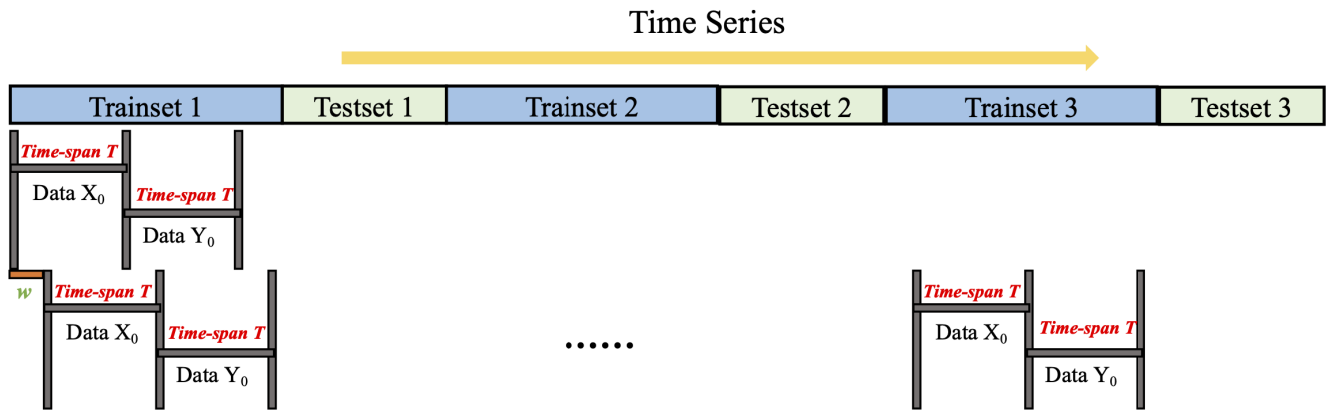 Time Series
Trainset 1 Testset 1 Trainset 2 Testset 2 Trainset 3 Testset 3
Time-span T
Data X₀
Time-span T
Data Y₀
w
Time-span T
Data X₀
Time-span T
Data Y₀
......
Time-span T
Data X₀
Time-span T
Data Y₀